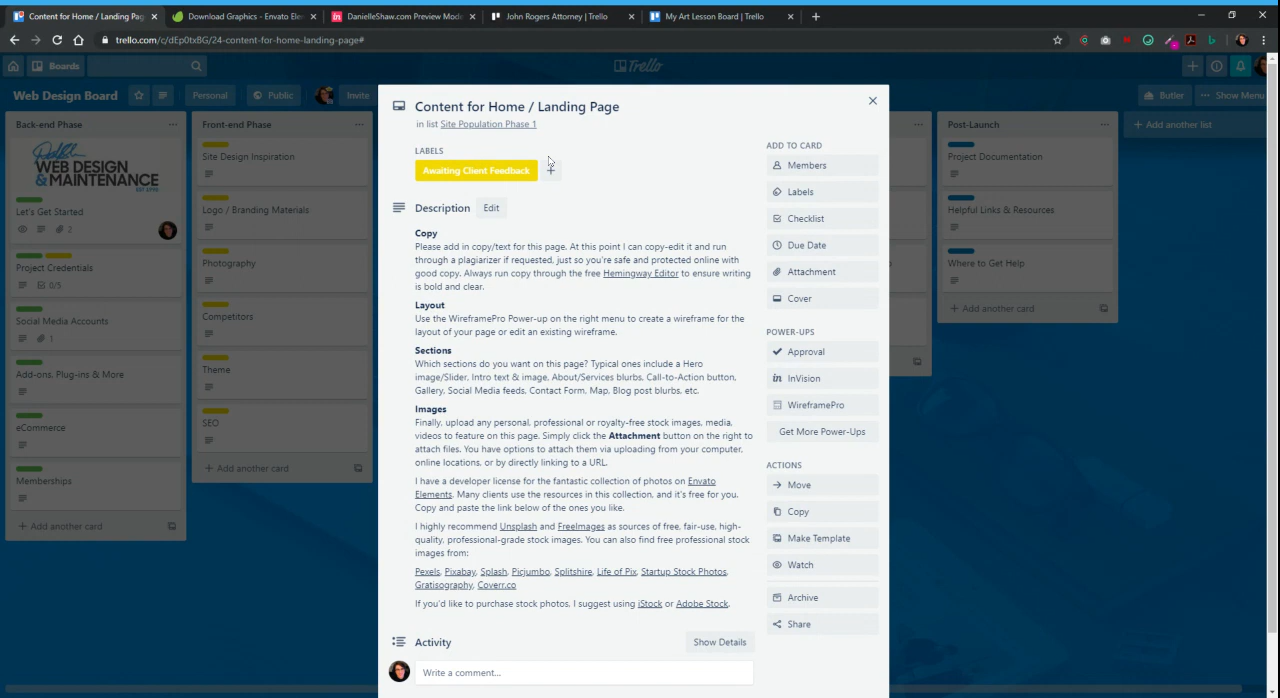 Content for Home / Landing Page
Download Graphics - Envato Ele
DanielleShaw.com Preview Mode
John Rogers Attorney | Trello
My Art Lesson Board | Trello
trello.com/c/dEp0txBG/24-content-for-home-landing-page#
Boards
Trello
Web Design Board
Personal
Public
Invite
Butler
Show Menu
Back-end Phase
WEB DESIGN
& MAINTENANCE
Let's Get Started
2
Project Credentials
0/5
Social Media Accounts
1
Add-ons, Plug-ins & More
eCommerce
Memberships
+ Add another card
Front-end Phase
Site Design Inspiration
Logo / Branding Materials
Photography
Competitors
Theme
SEO
+ Add another card
Content for Home / Landing Page
in list Site Population Phase 1
LABELS
Awaiting Client Feedback
+
Description Edit
Copy
Please add in copy/text for this page. At this point I can copy-edit it and run
through a plagiarizer if requested, just so you're safe and protected online with
good copy. Always run copy through the free Hemingway Editor to ensure writing
is bold and clear.
Layout
Use the WireframePro Power-up on the right menu to create a wireframe for the
layout of your page or edit an existing wireframe.
Sections
Which sections do you want on this page? Typical ones include a Hero
image/Slider, Intro text & image, About/Services blurbs, Call-to-Action button,
Gallery, Social Media feeds, Contact Form, Map, Blog post blurbs, etc.
Images
Finally, upload any personal, professional or royalty-free stock images, media,
videos to feature on this page. Simply click the Attachment button on the right to
attach files. You have options to attach them via uploading from your computer,
online locations, or by directly linking to a URL.
I have a developer license for the fantastic collection of photos on Envato
Elements. Many clients use the resources in this collection, and it's free for you.
Copy and paste the link below of the ones you like.
I highly recommend Unsplash and FreeImages as sources of free, fair-use, high-
quality, professional-grade stock images. You can also find free professional stock
images from:
Pexels, Pixabay, Splash, Picjumbo, Splitshire, Life of Pix, Startup Stock Photos,
Gratisography, Coverr.co
If you'd like to purchase stock photos, I suggest using iStock or Adobe Stock.
Activity
Show Details
Write a comment...
ADD TO CARD
Members
Labels
Checklist
Due Date
Attachment
Cover
POWER-UPS
Approval
in InVision
WireframePro
Get More Power-Ups
ACTIONS
Move
Copy
Make Template
Watch
Archive
Share
Post-Launch
Project Documentation
Helpful Links & Resources
Where to Get Help
+ Add another card
+ Add another list